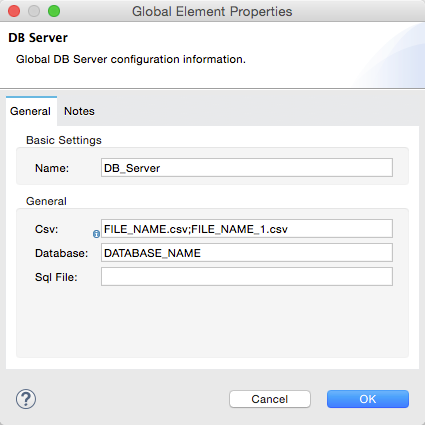 Global Element Properties
DB Server
Global DB Server configuration information.
General Notes
Basic Settings
Name: DB_Server
General
Csv: FILE_NAME.csv;FILE_NAME_1.csv
Database: DATABASE_NAME
Sql File:
? Cancel OK